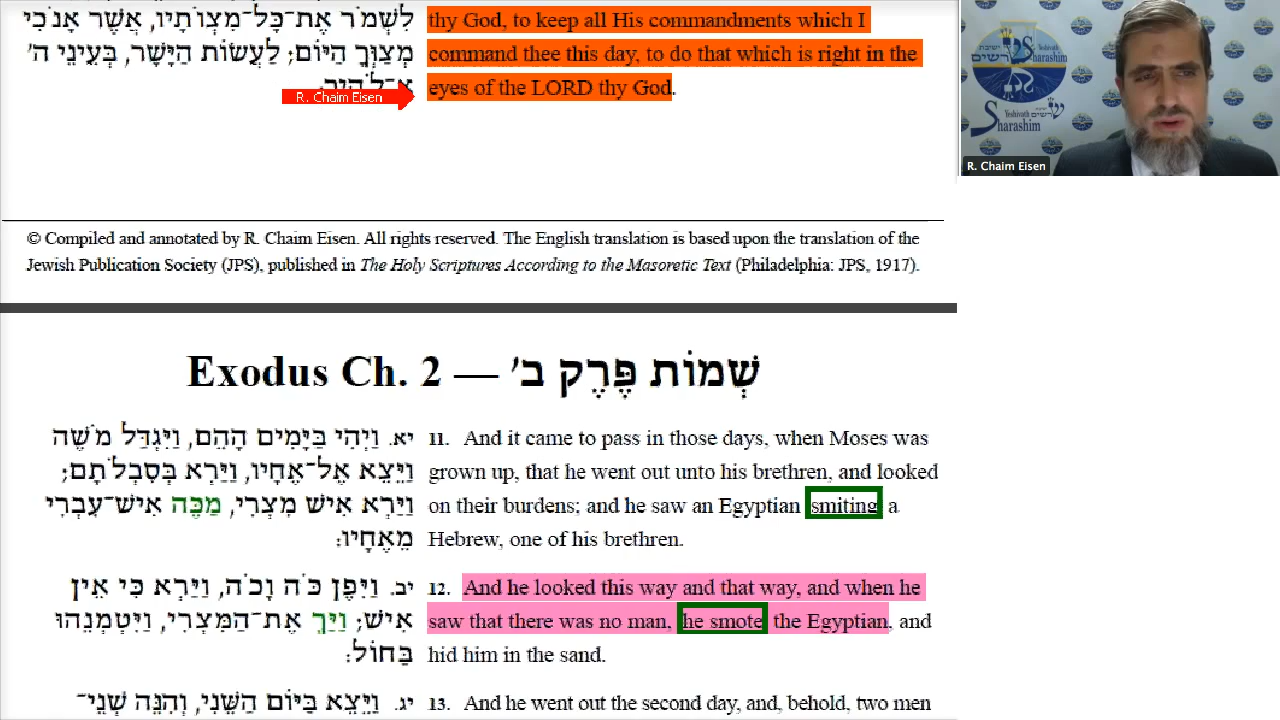 לִשְׁמֹר אֶת־כָּל־מִצְוֹתָיו, אֲשֶׁר אָנֹכִי
מְצַוְּךָ הַיּוֹם; לַעֲשׂוֹת הַיָּשָׁר, בְּעֵינֵי ה'
thy God, to keep all His commandments which I
command thee this day, to do that which is right in the
eyes of the LORD thy God.
R. Chaim Eisen
© Compiled and annotated by R. Chaim Eisen. All rights reserved. The English translation is based upon the translation of the
Jewish Publication Society (JPS), published in The Holy Scriptures According to the Masoretic Text (Philadelphia: JPS, 1917).
Exodus Ch. 2 — שְׁמוֹת פֶּרֶק ב'
יא. וַיְהִי בַּיָּמִים הָהֵם, וַיִּגְדַּל מֹשֶׁה
וַיֵּצֵא אֶל־אֶחָיו, וַיַּרְא בְּסִבְלֹתָם;
וַיַּרְא אִישׁ מִצְרִי, מַכֶּה אִישׁ־עִבְרִי
מֵאֶחָיו:
11. And it came to pass in those days, when Moses was
grown up, that he went out unto his brethren, and looked
on their burdens; and he saw an Egyptian smiting a
Hebrew, one of his brethren.
יב. וַיִּפֶן כֹּה וָכֹה, וַיַּרְא כִּי אֵין
אִישׁ; וַיַּךְ אֶת־הַמִּצְרִי, וַיִּטְמְנֵהוּ
בַּחוֹל:
12. And he looked this way and that way, and when he
saw that there was no man, he smote the Egyptian, and
hid him in the sand.
יג. וַיֵּצֵא בַּיּוֹם הַשֵּׁנִי, וְהִנֵּה שְׁנֵי־
13. And he went out the second day, and, behold, two men
ישיבת שרשים
Yeshivath Sharashim
Yeshivath
Sharashim
R. Chaim Eisen